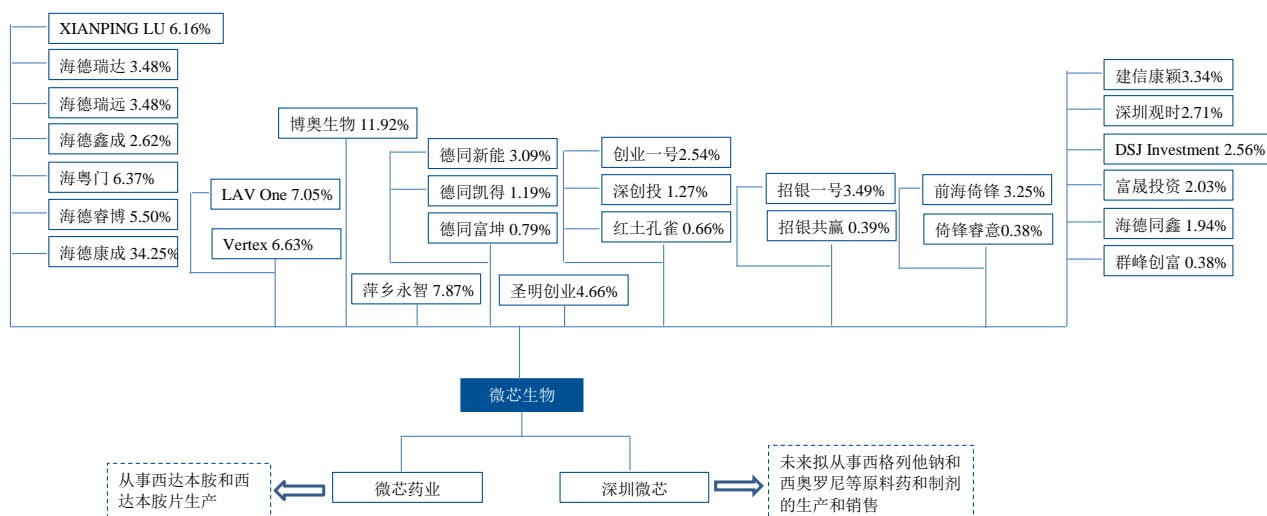 XIANPING LU 6.16%
海德瑞达 3.48%
海德瑞远 3.48%
海德鑫成 2.62%
海粤门 6.37%
海德睿博 5.50%
海德康成 34.25%
LAV One 7.05%
Vertex 6.63%
博奥生物 11.92%
萍乡永智 7.87%
德同新能 3.09%
德同凯得 1.19%
德同富坤 0.79%
圣明创业4.66%
创业一号2.54%
深创投 1.27%
红土孔雀 0.66%
招银一号3.49%
招银共赢 0.39%
前海倚锋 3.25%
倚锋睿意0.38%
建信康颖3.34%
深圳观时2.71%
DSJ Investment 2.56%
富晟投资 2.03%
海德同鑫 1.94%
群峰创富 0.38%
微芯生物
从事西达本胺和西
达本胺片生产
微芯药业
深圳微芯
未来拟从事西格列他钠和
西奥罗尼等原料药和制剂
的生产和销售